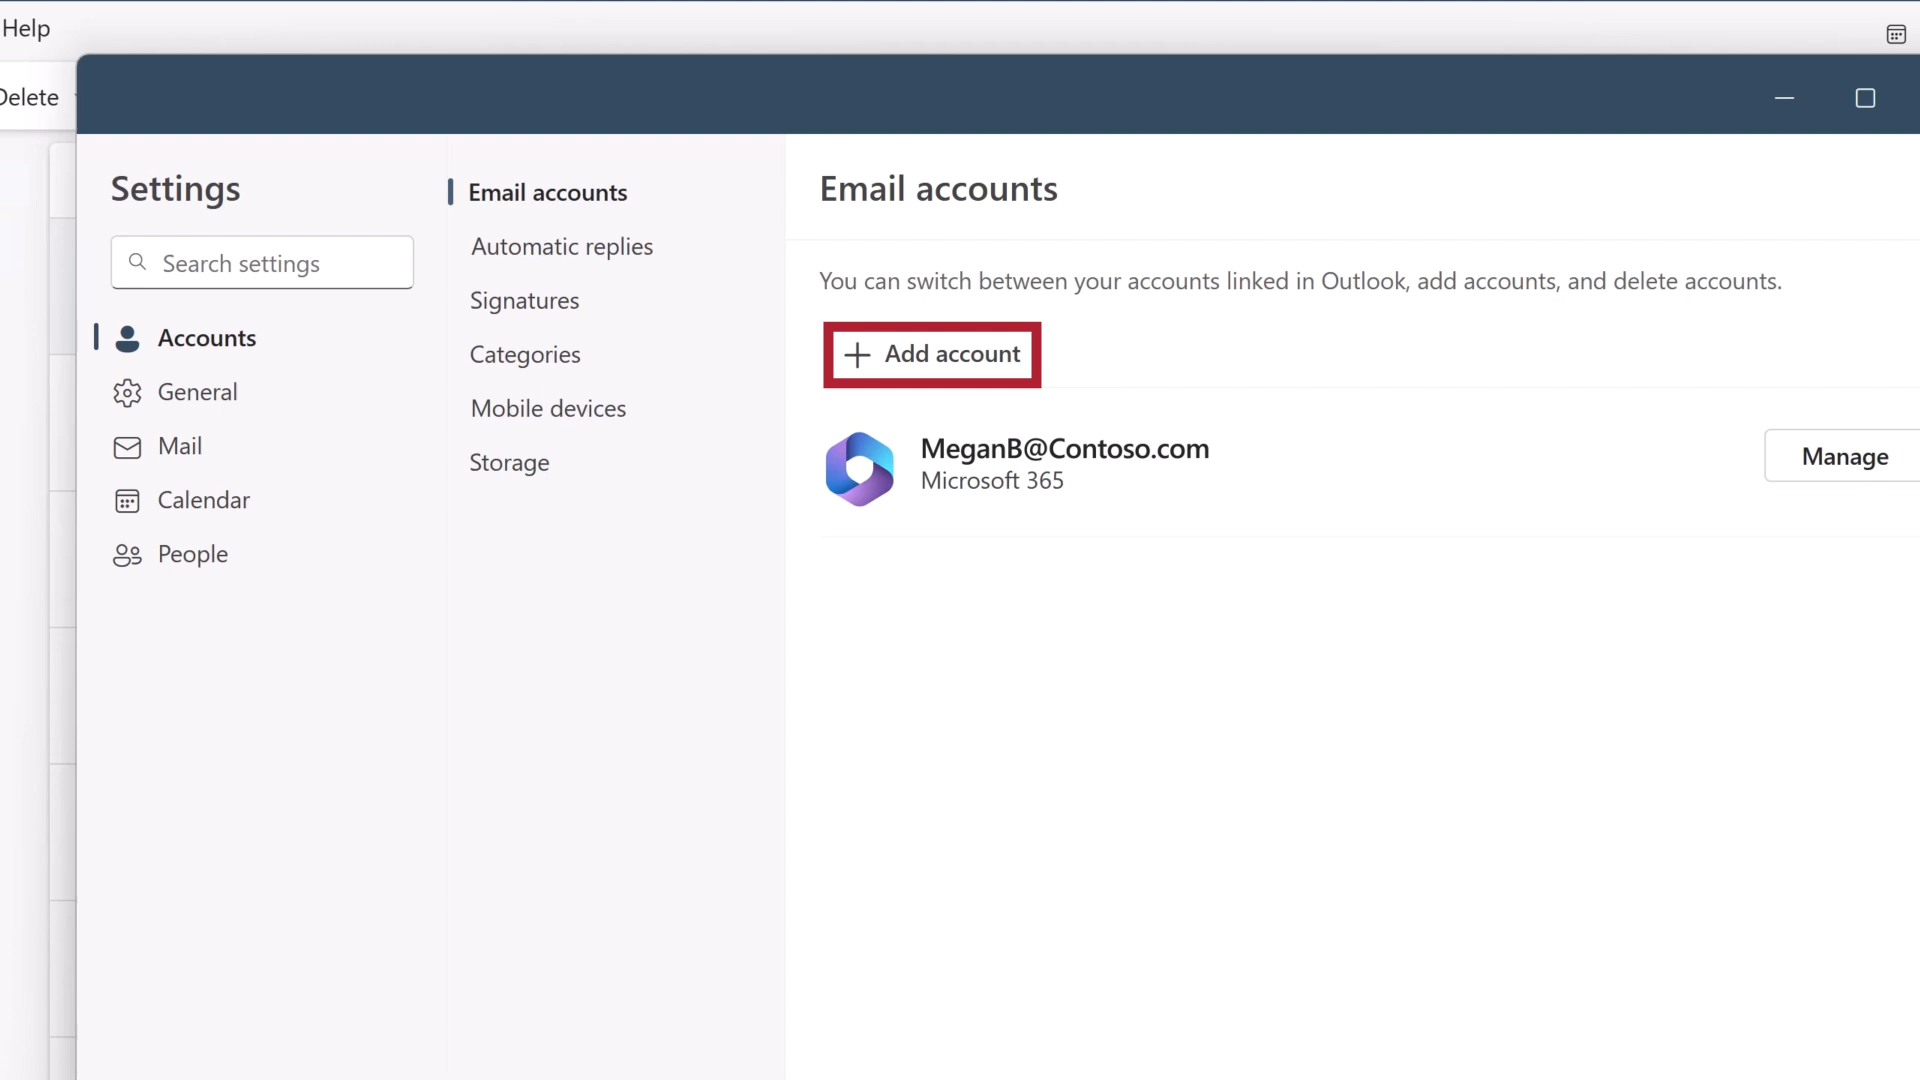 Help
Delete
Settings
Search settings
Accounts
General
Mail
Calendar
People
Email accounts
Automatic replies
Signatures
Categories
Mobile devices
Storage
Email accounts
You can switch between your accounts linked in Outlook, add accounts, and delete accounts.
Add account
MeganB@Contoso.com
Microsoft 365
Manage